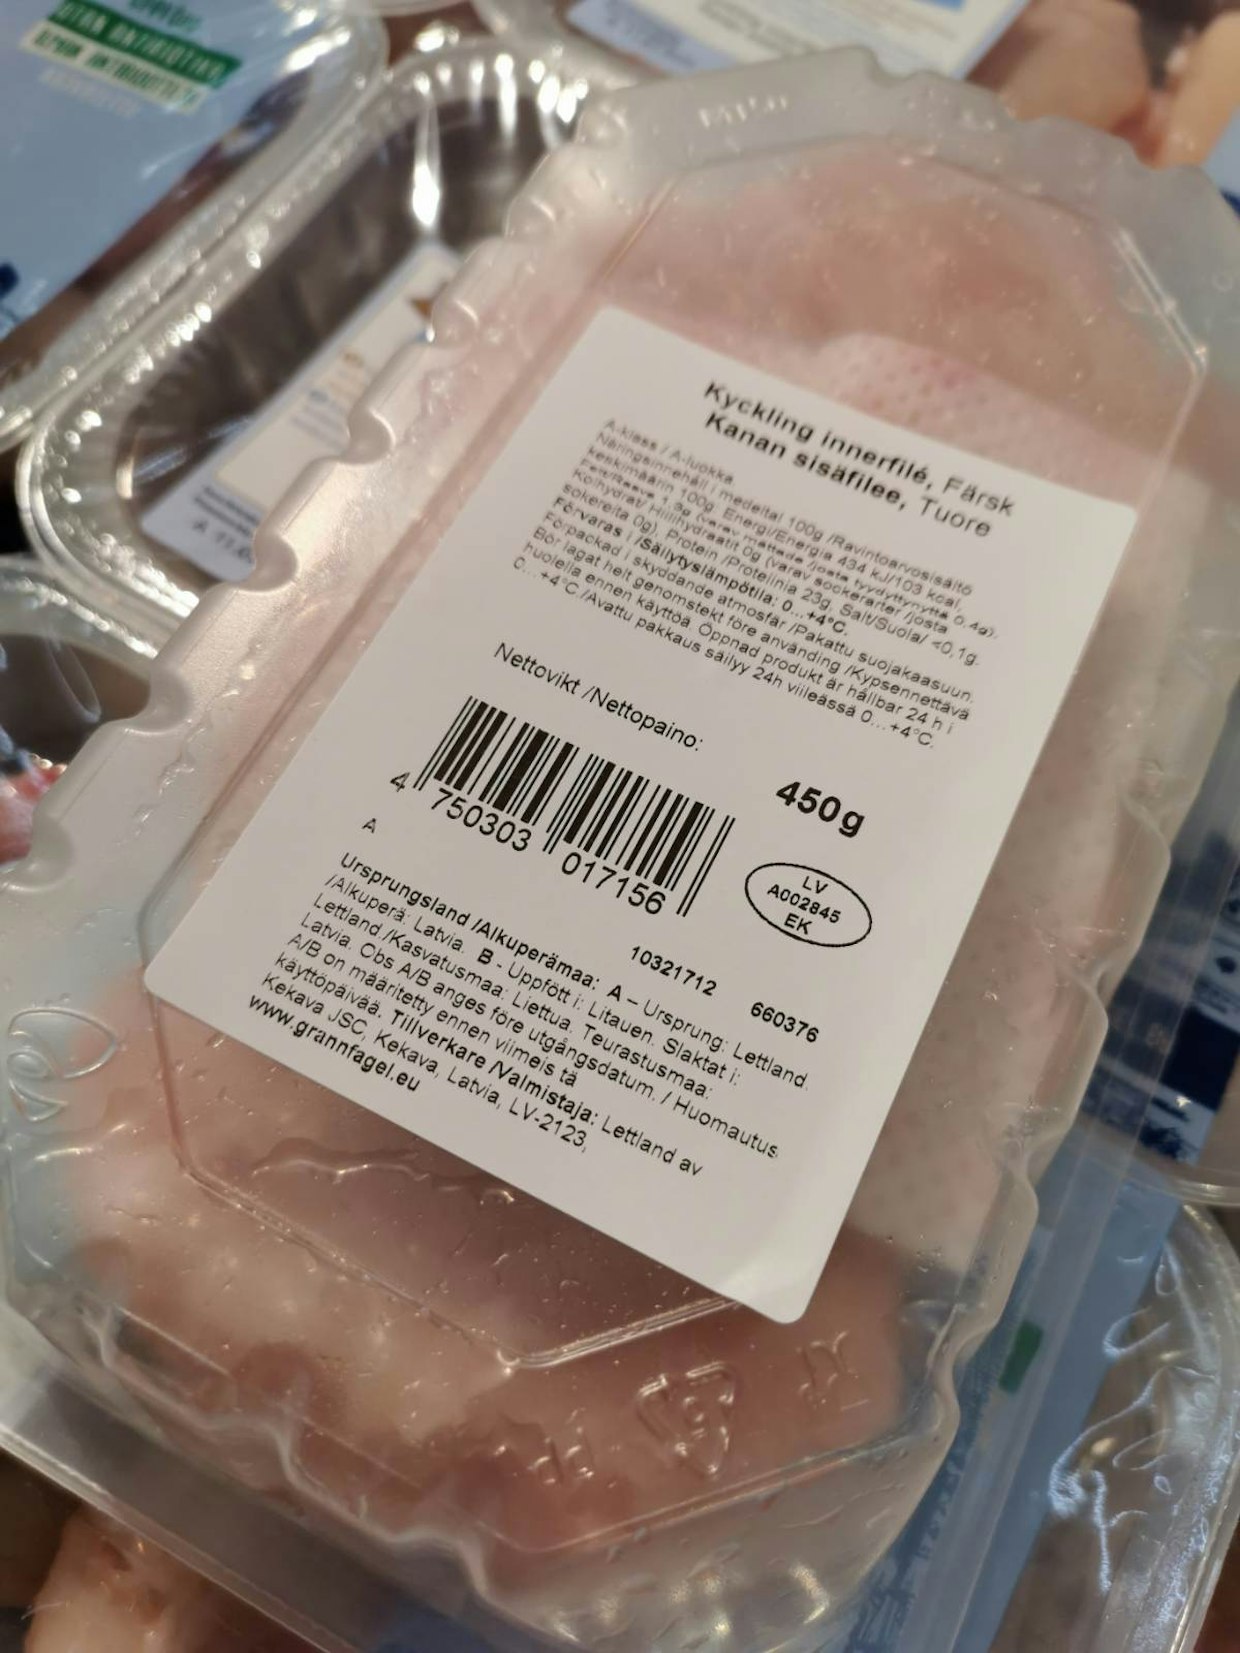 UTAN ANTIBIOTIKA
Kyckling innerfilé, Färsk
Kanan sisäfilee, Tuore
A-klass / A-luokka
Näringsinnehåll i medeltal 100g /Ravintoarvosisältö
keskimäärin 100g. Energi/Energia 434 kJ/103 kcal,
Fett/Rasva 1,3g (varav mättade /josta tyydyttynyttä 0,4g),
Kolhydrat/ Hiilihydraatit 0g (varav sockerarter /josta
sokereita 0g), Protein /Proteiinia 23g, Salt/Suola/ <0,1g.
Förvaras i /Säilytyslämpötila: 0...+4°C.
Förpackad i skyddande atmosfär /Pakattu suojakaasuun.
Bör lagat helt genomstekt före använding /Kypsennettävä
huolella ennen käyttöä. Öppnad produkt är hållbar 24 h i
0...+4°C./Avattu pakkaus säilyy 24h viileässä 0...+4°C.
Nettovikt /Nettopaino:
450g
4 750303 017156
LV
A002845
EK
A
10321712 660376
Ursprungsland /Alkuperämaa: A – Ursprung: Lettland
/Alkuperä: Latvia. B - Uppfött i: Litauen. Slaktat i:
Lettland /Kasvatusmaa: Liettua. Teurastusmaa:
Latvia. Obs A/B anges före utgångsdatum. / Huomautus
A/B on määritetty ennen viimeis tä
käyttöpäivää. Tillverkare /Valmistaja: Lettland av
Kekava JSC, Kekava, Latvia, LV-2123,
www.grannfagel.eu